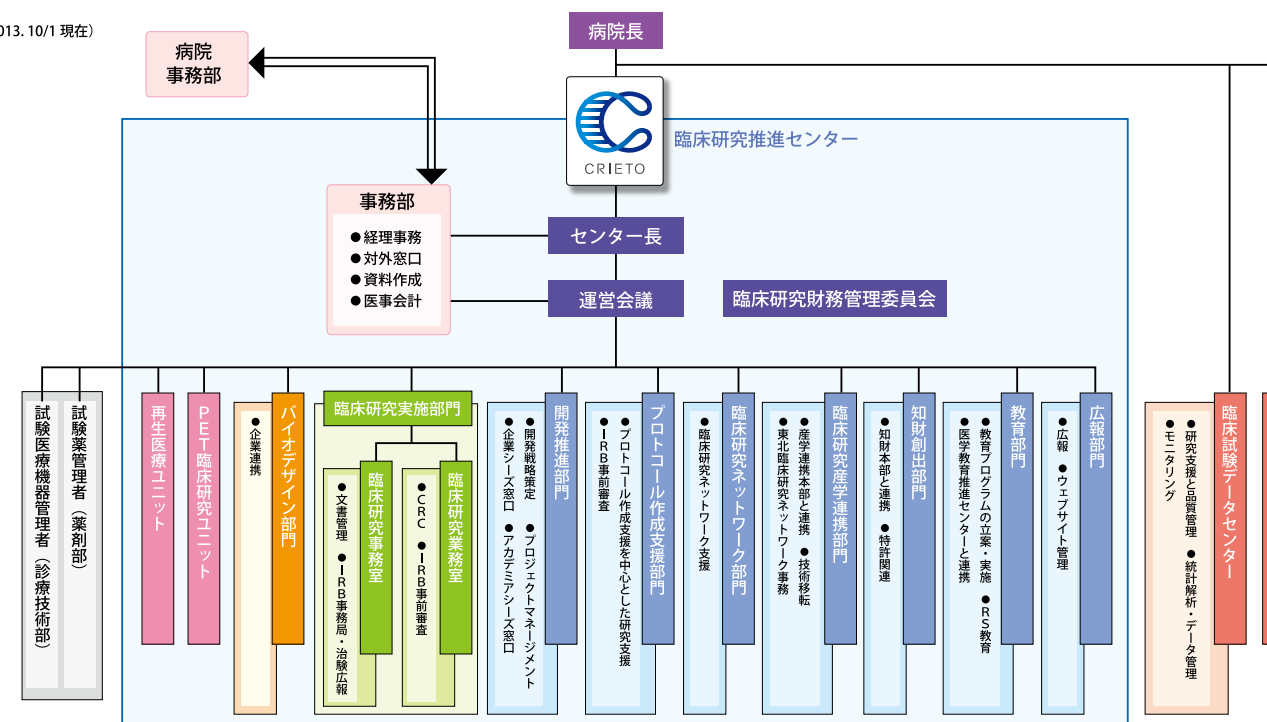 013. 10/1 現在）
病院長
病院
事務部
CRIETO
臨床研究推進センター
事務部
●経理事務
●対外窓口
●資料作成
●医事会計
センター長
運営会議
臨床研究財務管理委員会
試験医療機器管理者（診療技術部）
試験薬管理者（薬剤部）
再生医療ユニット
PET臨床研究ユニット
バイオデザイン部門
●企業連携
臨床研究実施部門
臨床研究事務室
●文書管理 ●IRB事務局・治験広報
臨床研究業務室
●CRC ●IRB事前審査
開発推進部門
●開発戦略策定 ●プロジェクトマネージメント
●企業シーズ窓口 ●アカデミアシーズ窓口
プロトコール作成支援部門
●プロトコール作成支援を中心とした研究支援
●IRB事前審査
臨床研究ネットワーク部門
●臨床研究ネットワーク支援
臨床研究産学連携部門
●産学連携本部と連携 ●技術移転
●東北臨床研究ネットワーク事務
知財創出部門
●知財本部と連携 ●特許関連
教育部門
●教育プログラムの立案・実施 ●RS教育
●医学教育推進センターと連携
広報部門
●広報 ●ウェブサイト管理
臨床試験データセンター
●研究支援と品質管理 ●統計解析・データ管理
●モニタリング